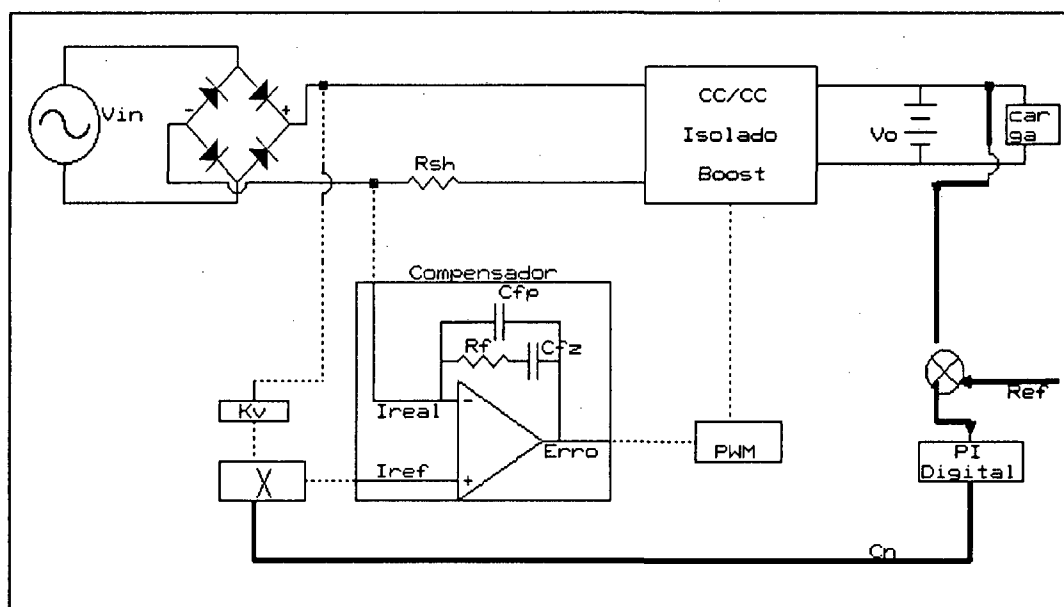 Vin
-
+
Rsh
CC/CC
Isolado
Boost
Vo
car
ga
Compensador
Cfp
Rf
Cfz
Ireal
-
Erro
Iref
+
Kv
X
PWM
Ref
PI
Digital
Cn